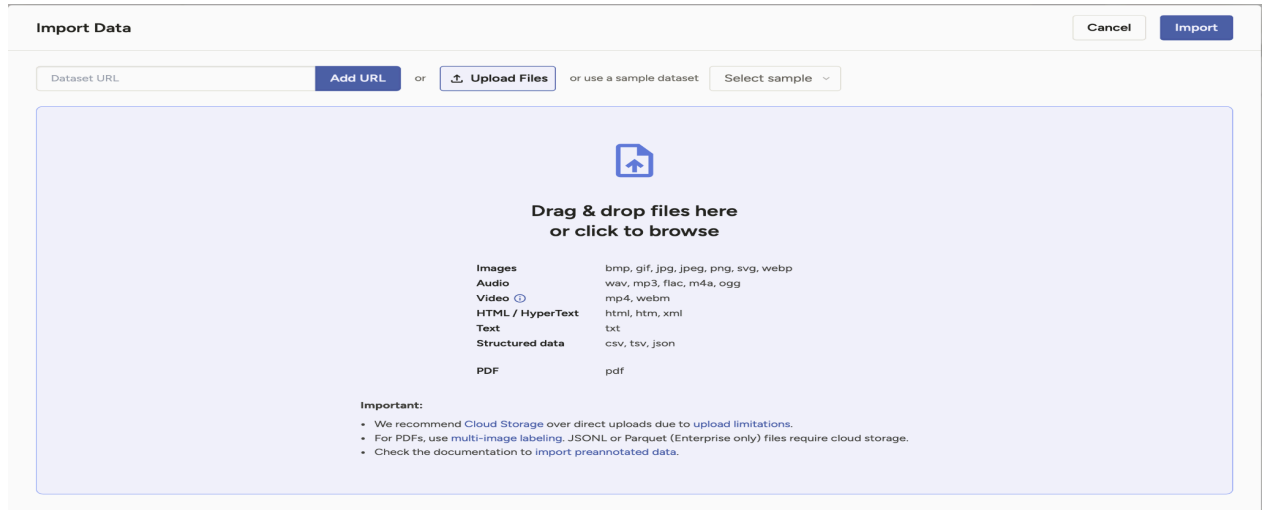 Import Data
Cancel
Import
Dataset URL
Add URL
or
Upload Files
or use a sample dataset
Select sample
Drag & drop files here
or click to browse
Images bmp, gif, jpg, jpeg, png, svg, webp
Audio wav, mp3, flac, m4a, ogg
Video mp4, webm
HTML / HyperText html, htm, xml
Text txt
Structured data csv, tsv, json
PDF pdf
Important:
• We recommend Cloud Storage over direct uploads due to upload limitations.
• For PDFs, use multi-image labeling. JSONL or Parquet (Enterprise only) files require cloud storage.
• Check the documentation to import preannotated data.